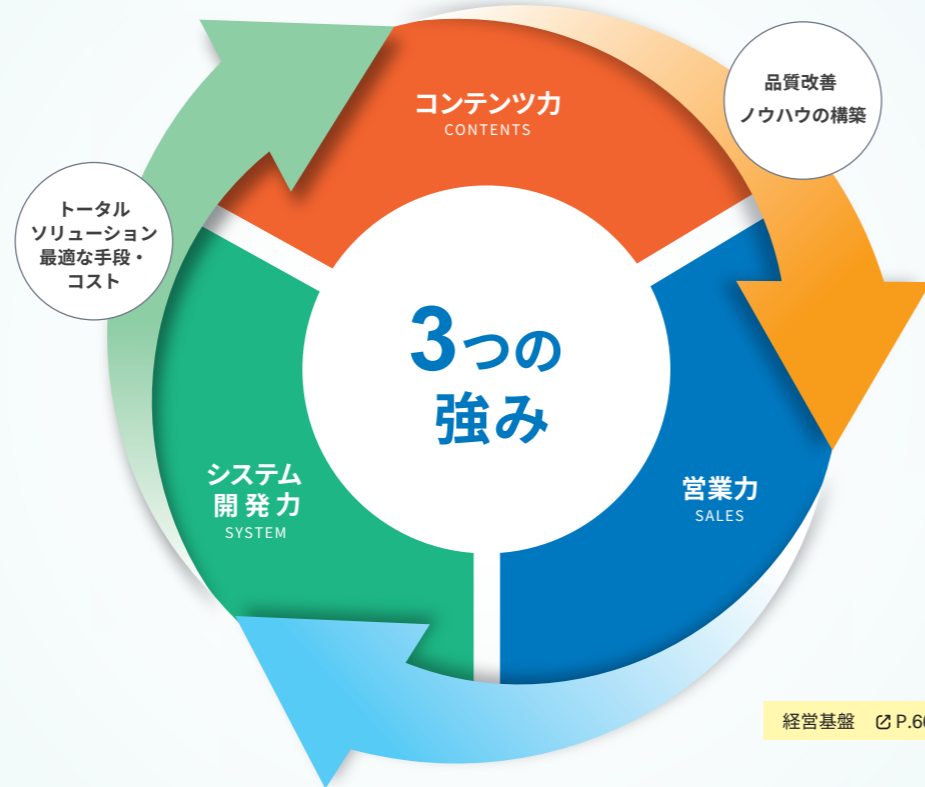 コンテンツ力
CONTENTS
品質改善
ノウハウの構築
トータル
ソリューション
最適な手段・
コスト
3つの
強み
システム
開発力
SYSTEM
営業力
SALES
経営基盤